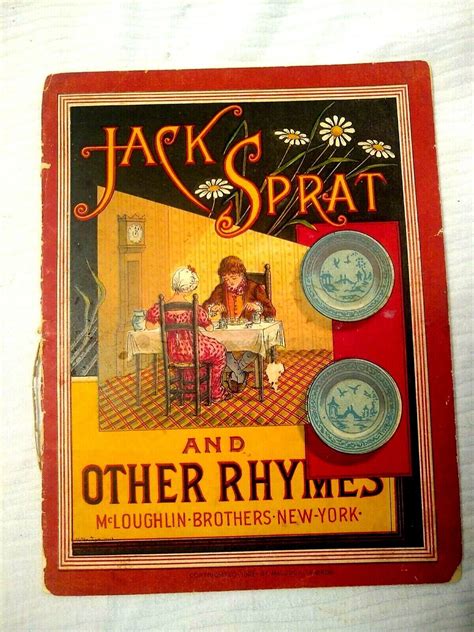 JACK
SPRAT
AND
OTHER RHYMES
McLOUGHLIN·BROTHERS·NEW-YORK·